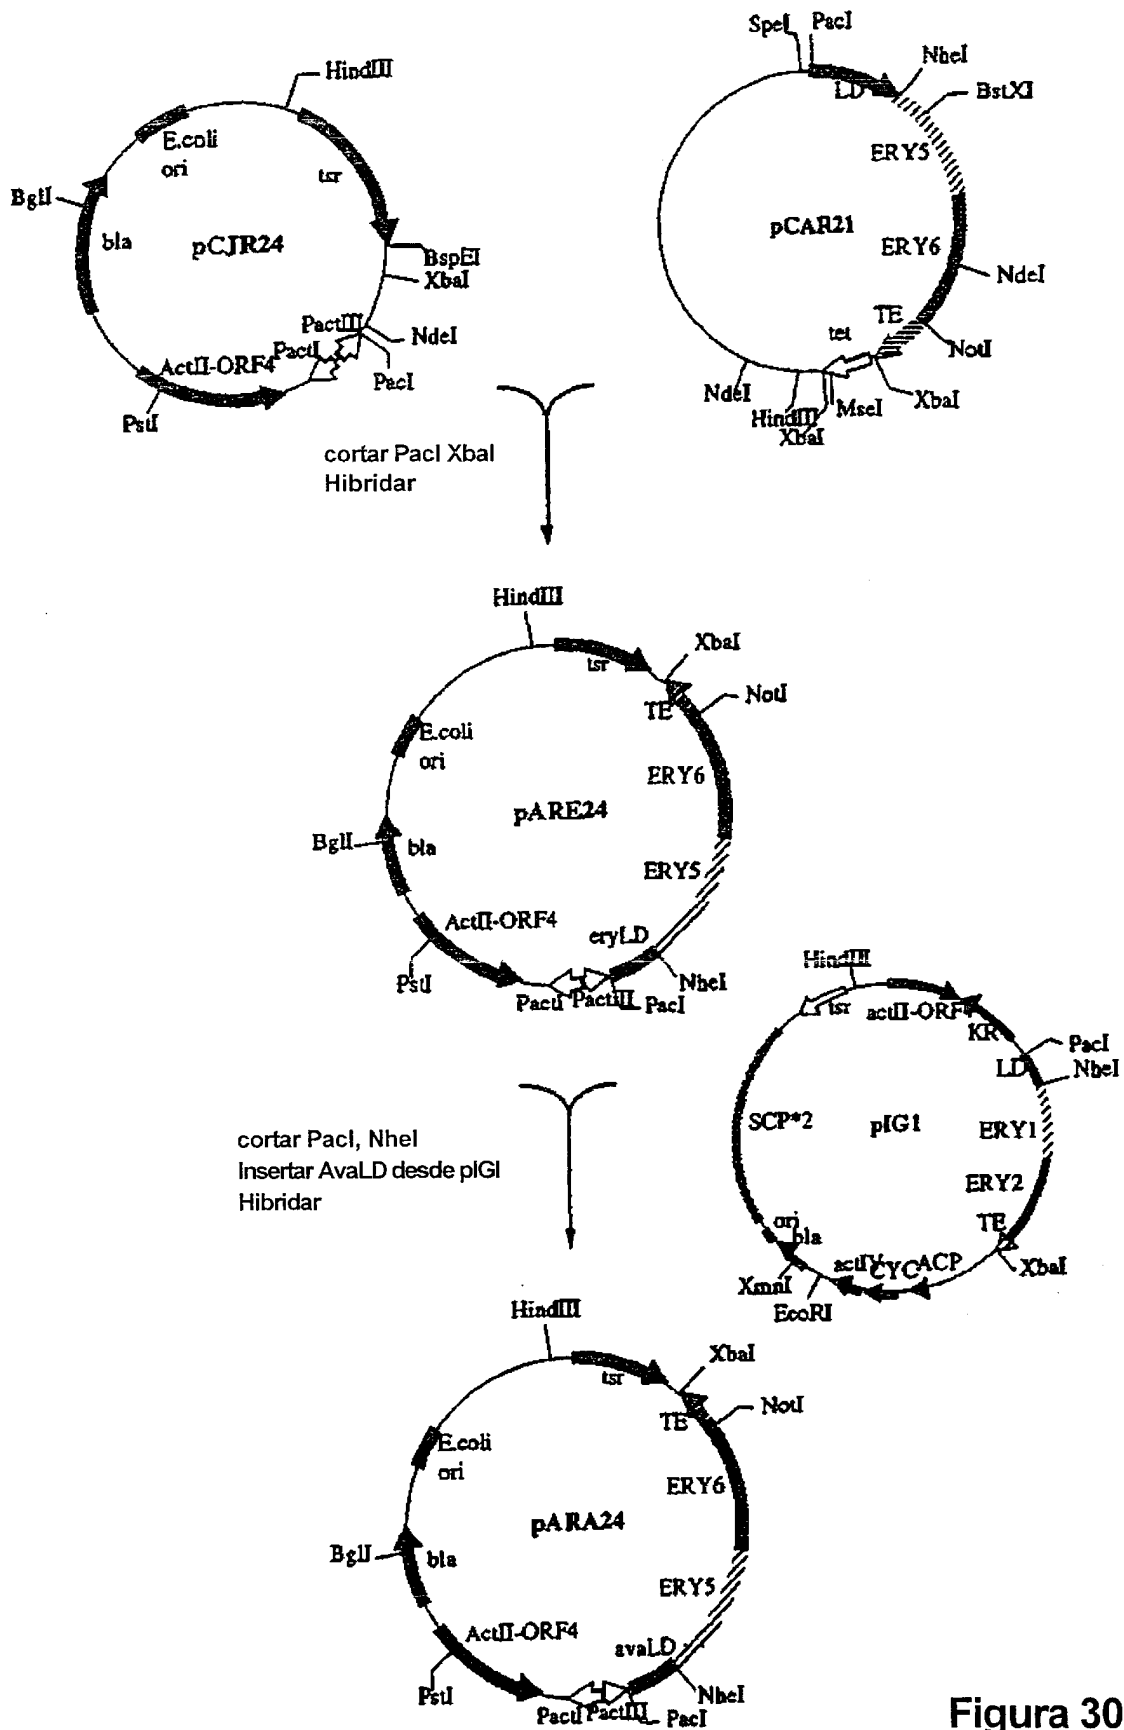 HindIII
E.coli
ori
tsr
BglI
bla
pCJR24
BspEI
XbaI
PactIII
NdeI
PactI
ActII-ORF4
PacI
PstI
SpeI
PacI
NheI
LD
BstXI
ERY5
pCAR21
ERY6
NdeI
TE
tet
NotI
NdeI
XbaI
HindIII
MseI
XbaI
cortar PacI XbaI
Hibridar
HindIII
XbaI
tsr
NotI
TE
E.coli
ori
ERY6
pARE24
BglI
bla
ERY5
ActII-ORF4
eryLD
PstI
NheI
PactI
PactIII
PacI
HindIII
tsr
actII-ORF4
KR
PacI
LD
NheI
SCP*2
pIG1
ERY1
ERY2
TE
ori
bla
actIV
CYC
ACP
XbaI
XmnI
EcoRI
cortar PacI, NheI
Insertar AvaLD desde pIGI
Hibridar
HindIII
XbaI
tsr
NotI
TE
E.coli
ori
ERY6
pARA24
BglI
bla
ERY5
ActII-ORF4
avaLD
PstI
NheI
PactI
PactIII
PacI
Figura 30